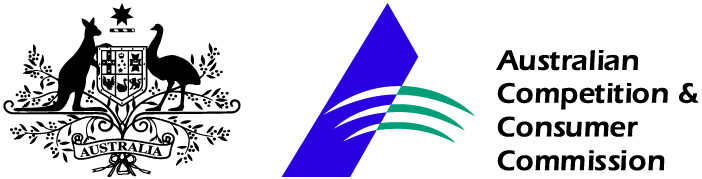 AUSTRALIA
Australian
Competition &
Consumer
Commission